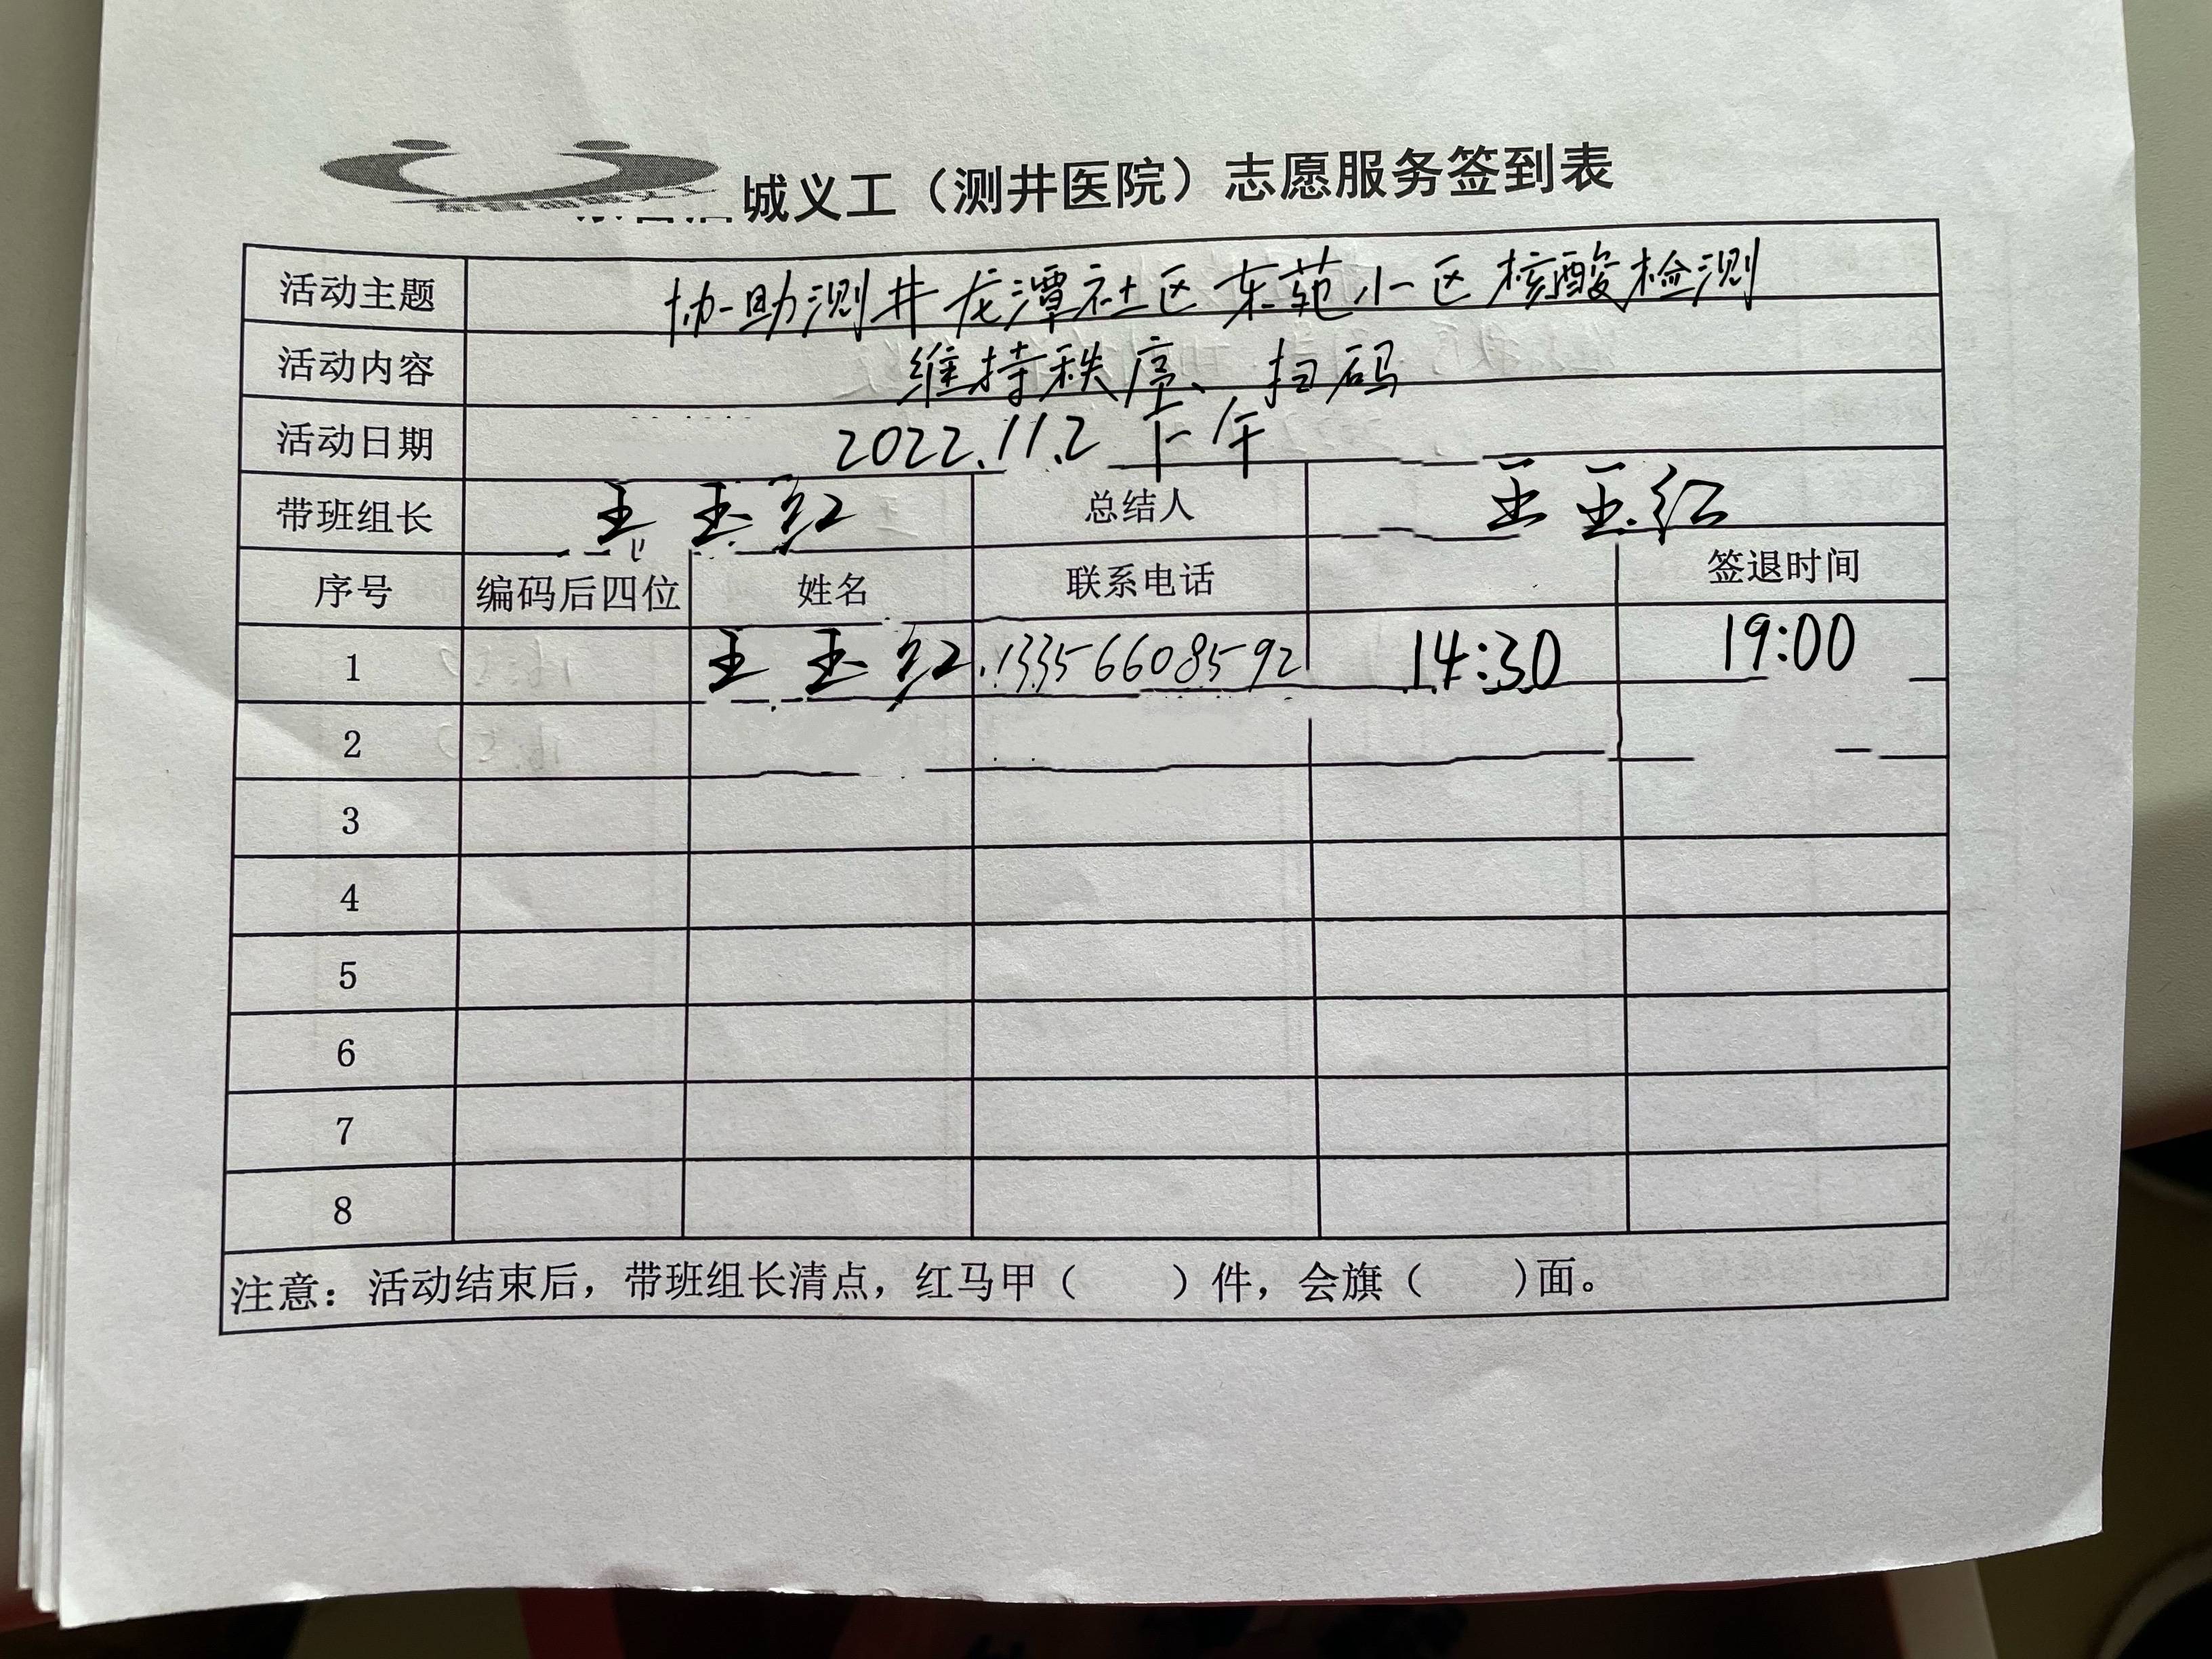 城义工（测井医院）志愿服务签到表
活动主题 协助测井龙潭社区东苑小区核酸检测
活动内容 维持秩序、扫码
活动日期 2022.11.2 下午
带班组长 王玉红 总结人 王玉红
序号 编码后四位 姓名 联系电话 签退时间
1 王玉红 13356608592 14:30 19:00
2
3
4
5
6
7
8
注意：活动结束后，带班组长清点，红马甲（ ）件，会旗（ ）面。